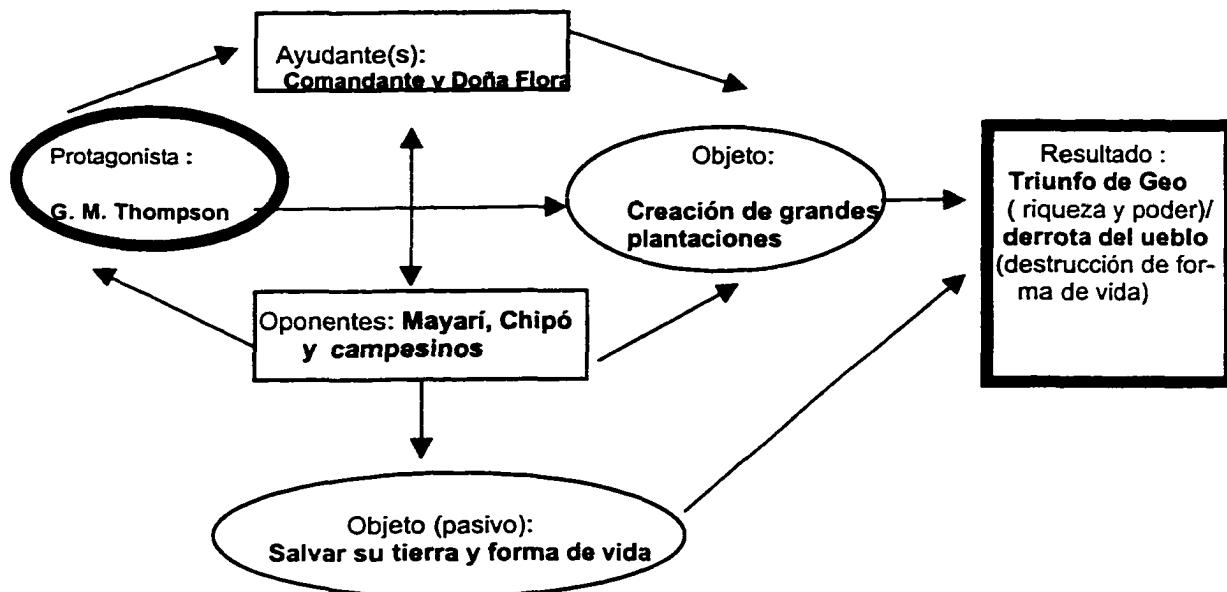 Ayudante(s):
Comandante y Doña Flora
Protagonista :
G. M. Thompson
Objeto:
Creación de grandes
plantaciones
Resultado :
Triunfo de Geo
( riqueza y poder)/
derrota del ueblo
(destrucción de for-
ma de vida)
Oponentes: Mayarí, Chipó
y campesinos
Objeto (pasivo):
Salvar su tierra y forma de vida